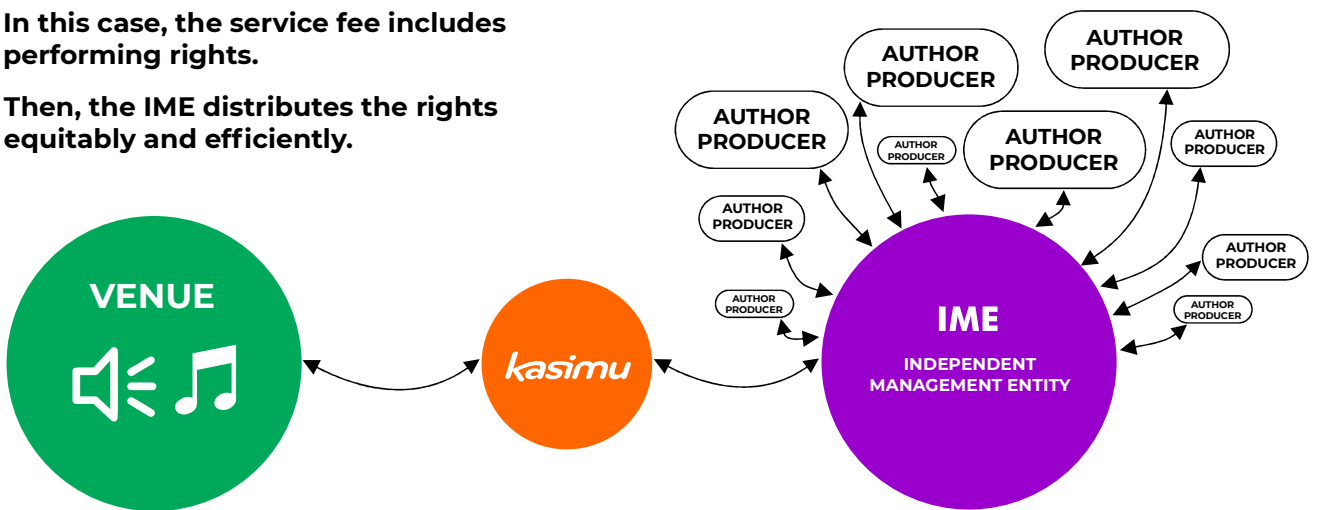 In this case, the service fee includes
performing rights.
Then, the IME distributes the rights
equitably and efficiently.
AUTHOR
PRODUCER
AUTHOR
PRODUCER
AUTHOR
PRODUCER
AUTHOR
PRODUCER
AUTHOR
PRODUCER
AUTHOR
PRODUCER
AUTHOR
PRODUCER
AUTHOR
PRODUCER
AUTHOR
PRODUCER
AUTHOR
PRODUCER
VENUE
kasimu
IME
INDEPENDENT
MANAGEMENT ENTITY